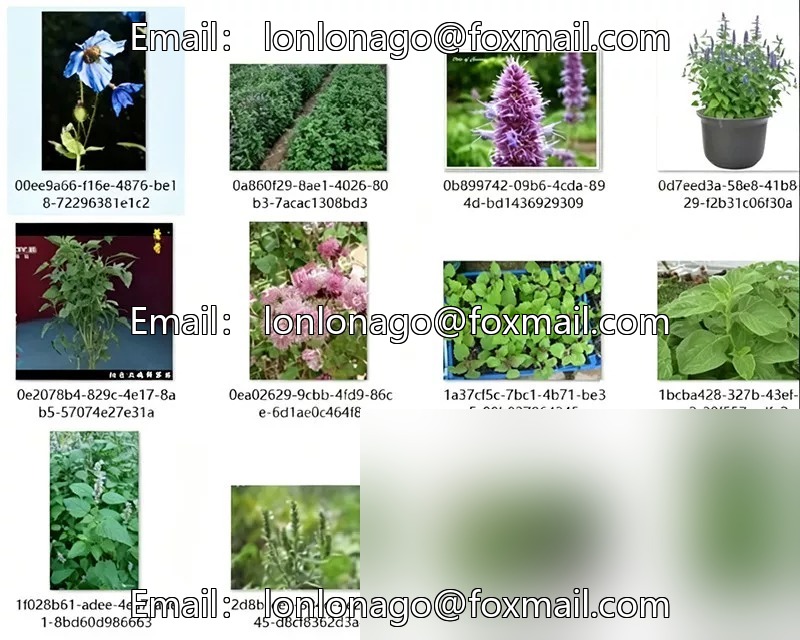 Email： lonlonago@foxmail.com
00ee9a66-f16e-4876-be1
8-72296381e1c2
0a860f29-8ae1-4026-80
b3-7acac1308bd3
0b899742-09b6-4cda-89
4d-bd1436929309
0d7eed3a-58e8-41b8
29-f2b31c06f30a
Email： lonlonago@foxmail.com
0e2078b4-829c-4e17-8a
b5-57074e27e31a
0ea02629-9cbb-4fd9-86c
e-6d1ae0c464f8
1a37cf5c-7bc1-4b71-be3
1bcba428-327b-43ef-
Email： lonlonago@foxmail.com
1f028b61-adee-
1-8bd60d986663
45-d8cf8362d3a